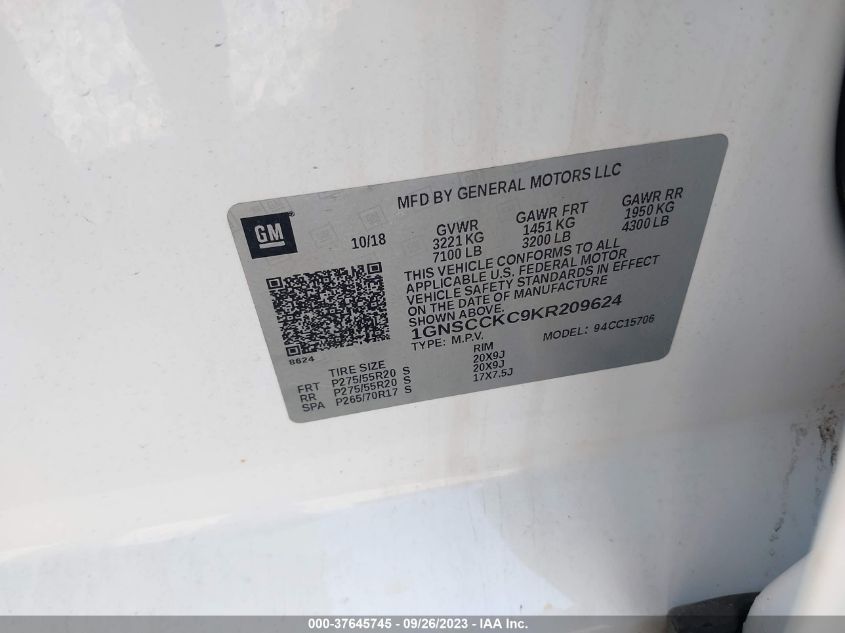 MFD BY GENERAL MOTORS LLC
GM
10/18
GVWR
3221 KG
7100 LB
GAWR FRT
1451 KG
3200 LB
GAWR RR
1950 KG
4300 LB
THIS VEHICLE CONFORMS TO ALL
APPLICABLE U.S. FEDERAL MOTOR
VEHICLE SAFETY STANDARDS IN EFFECT
ON THE DATE OF MANUFACTURE
SHOWN ABOVE.
1GNSCCKC9KR209624
TYPE: M.P.V.
MODEL: 94CC15706
8624
TIRE SIZE RIM
FRT P275/55R20 S 20X9J
RR P275/55R20 S 20X9J
SPA P265/70R17 S 17X7.5J
000-37645745 - 09/26/2023 - IAA Inc.